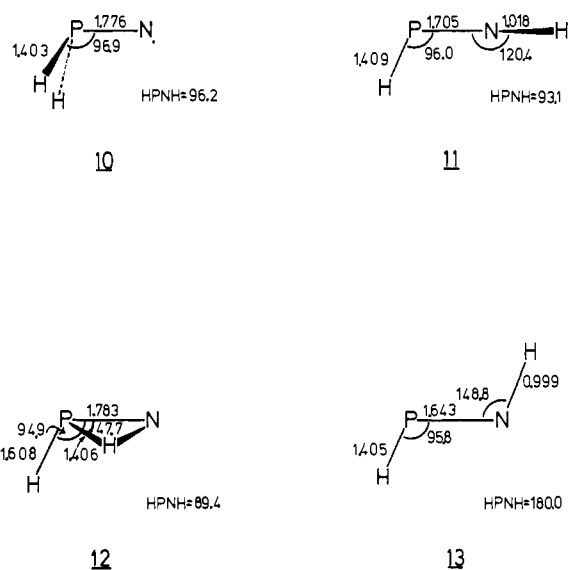 P 1.776 N
1.403 96.9
H
H HPNH=96.2
10
P 1.705 N 1.018 H
1.409 96.0 120.4
H HPNH=93.1
11
P 1.783 N
94.9 47.7
1.608 1.406 H
H
HPNH=89.4
12
H
148.8 0.999
P 1.643 N
1.405 95.8
H
HPNH=180.0
13